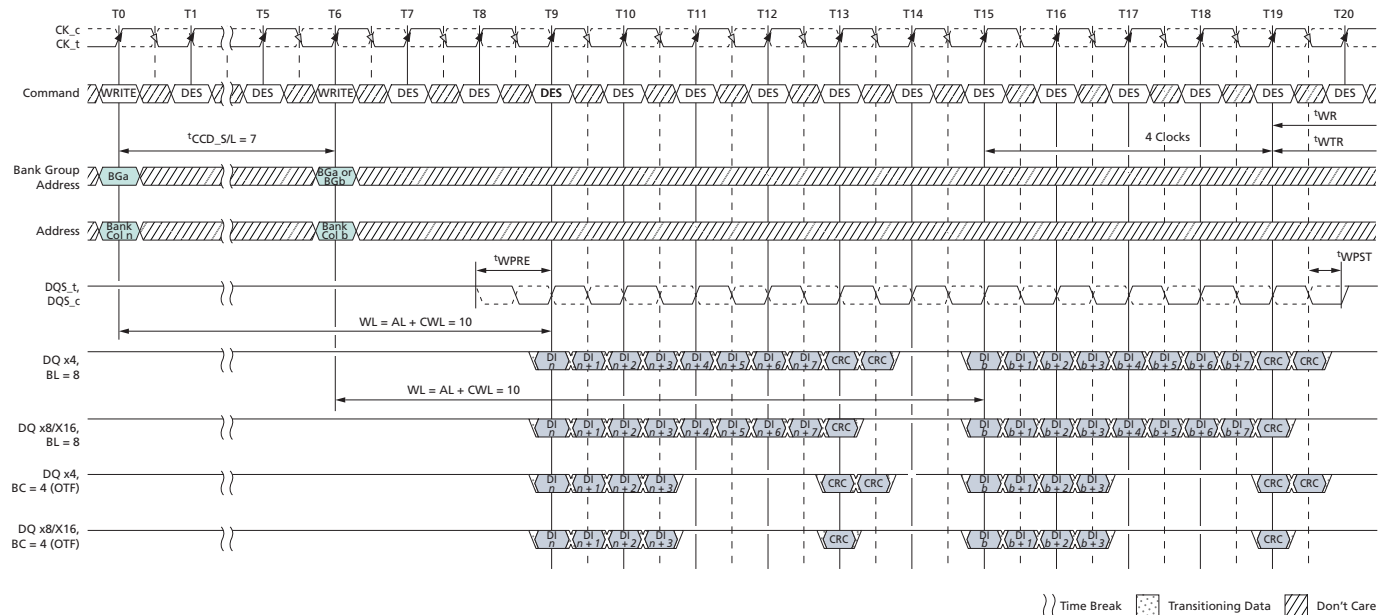 T0 T1 T5 T6 T7 T8 T9 T10 T11 T12 T13 T14 T15 T16 T17 T18 T19 T20
CK_c
CK_t
Command WRITE DES DES WRITE DES DES DES DES DES DES DES DES DES DES DES DES DES DES
tWR
tCCD_S/L = 7
4 Clocks
tWTR
Bank Group
Address
BGa
BGa or
BGb
Address
Bank
Col n
Bank
Col b
tWPRE
tWPST
DQS_t,
DQS_c
WL = AL + CWL = 10
DQ x4,
BL = 8
DI n DI n + 1 DI n + 2 DI n + 3 DI n + 4 DI n + 5 DI n + 6 DI n + 7 CRC CRC DI b DI b + 1 DI b + 2 DI b + 3 DI b + 4 DI b + 5 DI b + 6 DI b + 7 CRC CRC
WL = AL + CWL = 10
DQ x8/X16,
BL = 8
DI n DI n + 1 DI n + 2 DI n + 3 DI n + 4 DI n + 5 DI n + 6 DI n + 7 CRC DI b DI b + 1 DI b + 2 DI b + 3 DI b + 4 DI b + 5 DI b + 6 DI b + 7 CRC
DQ x4,
BC = 4 (OTF)
DI n DI n + 1 DI n + 2 DI n + 3 CRC CRC DI b DI b + 1 DI b + 2 DI b + 3 CRC CRC
DQ x8/X16,
BC = 4 (OTF)
DI n DI n + 1 DI n + 2 DI n + 3 CRC DI b DI b + 1 DI b + 2 DI b + 3 CRC
Time Break Transitioning Data Don't Care